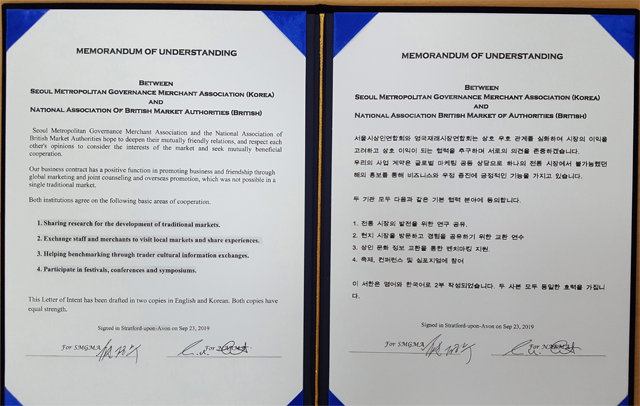 MEMORANDUM OF UNDERSTANDING
BETWEEN
SEOUL METROPOLITAN GOVERNANCE MERCHANT ASSOCIATION (KOREA)
AND
NATIONAL ASSOCIATION OF BRITISH MARKET AUTHORITIES (BRITISH)
Seoul Metropolitan Governance Merchant Association and the National Association of
British Market Authorities hope to deepen their mutually friendly relations, and respect each
other's opinions to consider the interests of the market and seek mutually beneficial
cooperation.
Our business contract has a positive function in promoting business and friendship through
global marketing and joint counseling and overseas promotion, which was not possible in a
single traditional market.
Both institutions agree on the following basic areas of cooperation.
1. Sharing research for the development of traditional markets.
2. Exchange staff and merchants to visit local markets and share experiences.
3. Helping benchmarking through trader cultural information exchanges.
4. Participate in festivals, conferences and symposiums.
This Letter of Intent has been drafted in two copies in English and Korean. Both copies have
equal strength.
Signed in Stratford-upon-Avon on Sep 23, 2019
For SMGMA For NABMA
MEMORANDUM OF UNDERSTANDING
BETWEEN
SEOUL METROPOLITAN GOVERNANCE MERCHANT ASSOCIATION (KOREA)
AND
NATIONAL ASSOCIATION BRITISH MARKET OF AUTHORITIES (BRITISH)
서울시상인연합회와 영국재래시장연합회는 상호 우호 관계를 심화하여 시장의 이익을
고려하고 상호 이익이 되는 협력을 추구하며 서로의 의견을 존중하겠습니다.
우리의 사업 계약은 글로벌 마케팅 공동 상담으로 하나의 전통 시장에서 불가능했던
해외 홍보를 통해 비즈니스와 우정 증진에 긍정적인 기능을 가지고 있습니다.
두 기관 모두 다음과 같은 기본 협력 분야에 동의합니다.
1. 전통 시장의 발전을 위한 연구 공유.
2. 현지 시장을 방문하고 경험을 공유하기 위한 교환 연수
3. 상인 문화 정보 교환을 통한 벤치마킹 지원.
4. 축제, 컨퍼런스 및 심포지엄에 참여
이 서한은 영어와 한국어로 2부 작성되었습니다. 두 사본 모두 동일한 효력을 가집니
다.
Signed in Stratford-upon-Avon on Sep 23, 2019
For SMGMA For NABMA